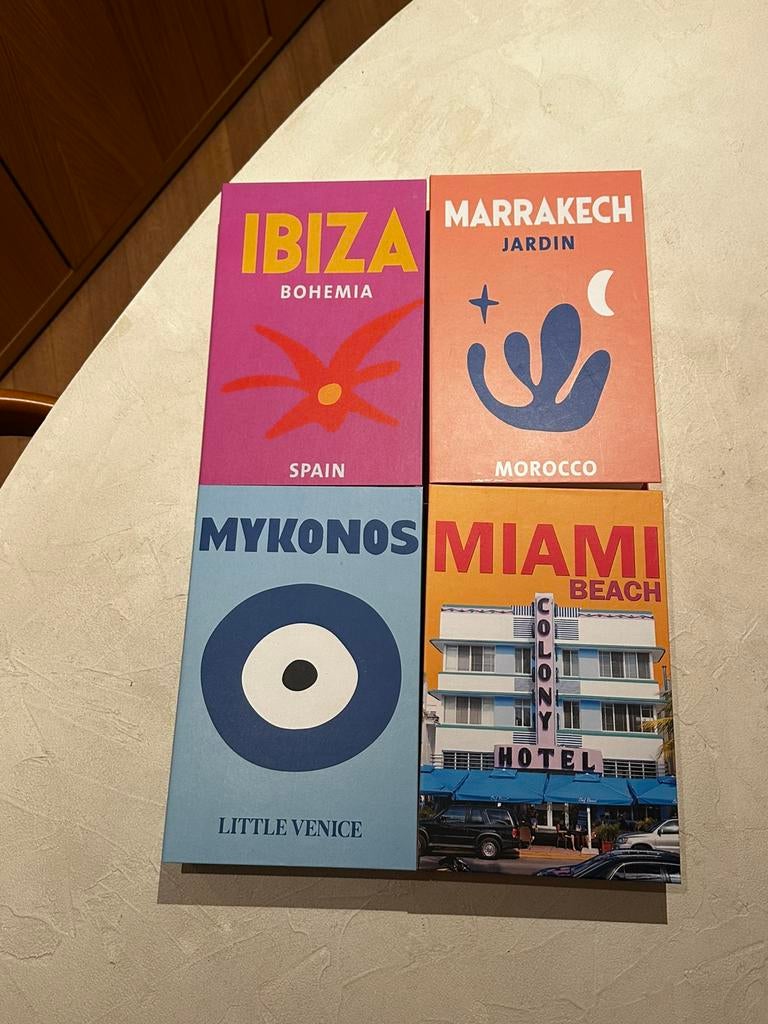 IBIZA
BOHEMIA
SPAIN
MARRAKECH
JARDIN
MOROCCO
MYKONOS
LITTLE VENICE
MIAMI
BEACH
COLONY
HOTEL